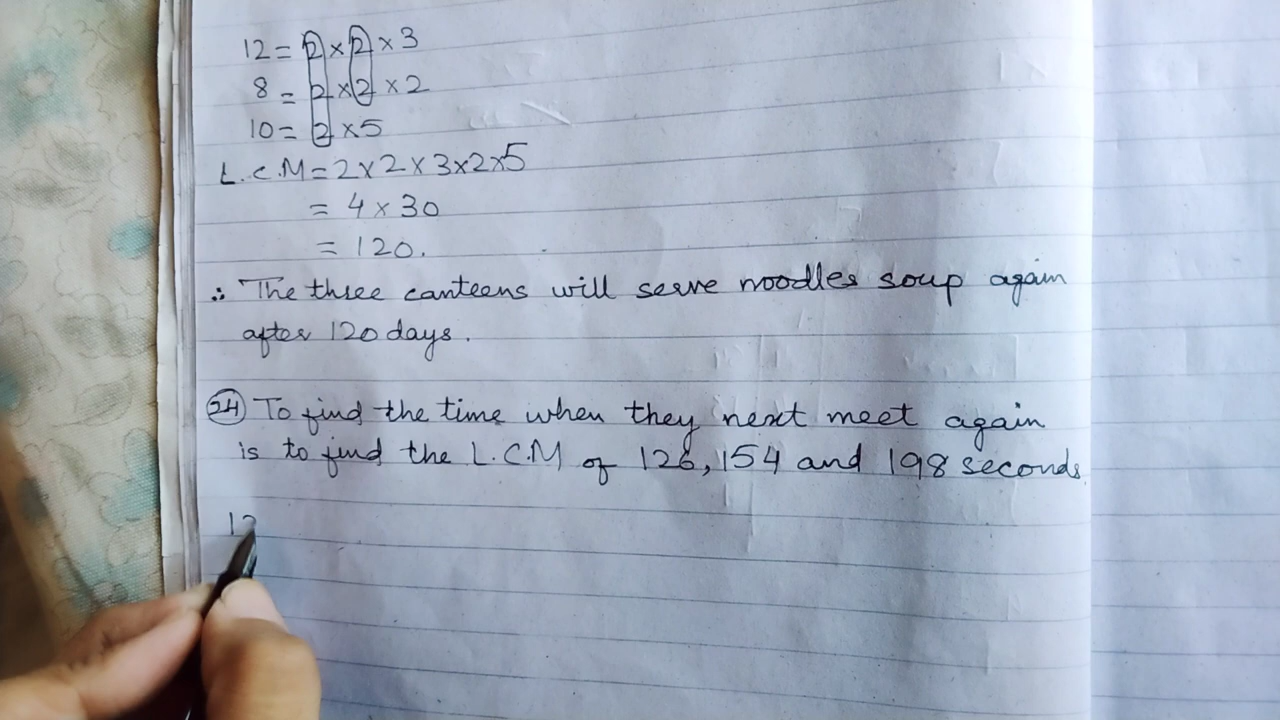 12 = 2 × 2 × 3
8 = 2 × 2 × 2
10 = 2 × 5
L.C.M = 2 × 2 × 3 × 2 × 5
= 4 × 30
= 120.
∴ The three canteens will serve noodles soup again
after 120 days.
24 To find the time when they next meet again
is to find the L.C.M of 126, 154 and 198 seconds.
12